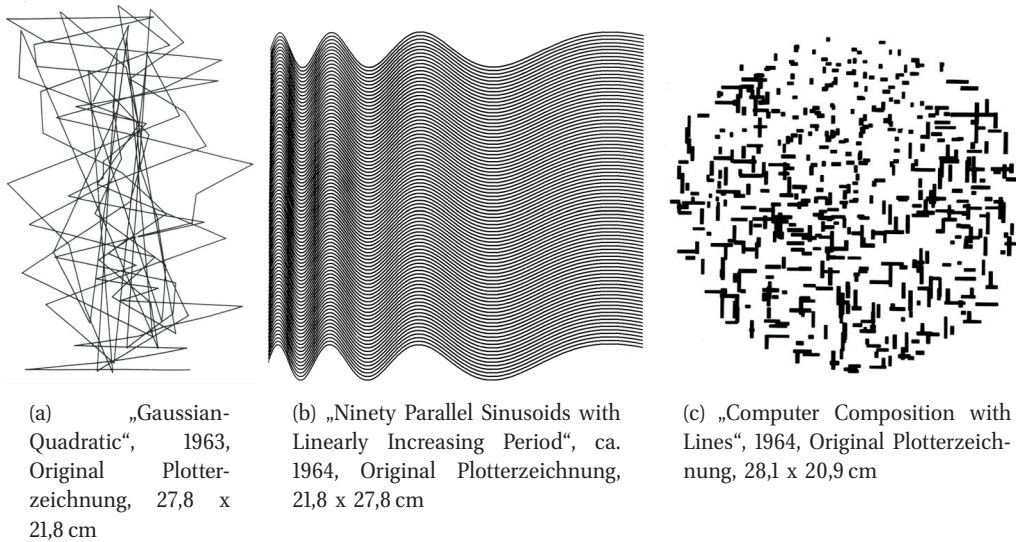 (a) „Gaussian-
Quadratic“, 1963,
Original Plotter-
zeichnung, 27,8 x
21,8 cm
(b) „Ninety Parallel Sinusoids with
Linearly Increasing Period“, ca.
1964, Original Plotterzeichnung,
21,8 x 27,8 cm
(c) „Computer Composition with
Lines“, 1964, Original Plotterzeich-
nung, 28,1 x 20,9 cm